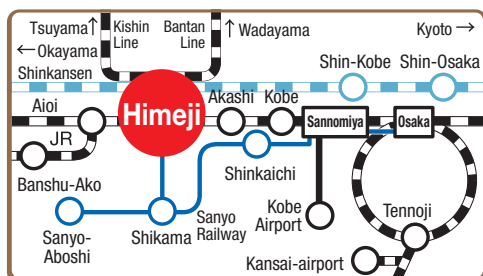 Tsuyama↑
Kishin
Line
Bantan
Line
↑Wadayama
Kyoto →
←Okayama
Shinkansen
Shin-Kobe
Shin-Osaka
Aioi
Himeji
Akashi
Kobe
Sannomiya
Osaka
JR
Banshu-Ako
Shinkaichi
Sanyo-
Aboshi
Shikama
Sanyo
Railway
Kobe
Airport
Tennoji
Kansai-airport